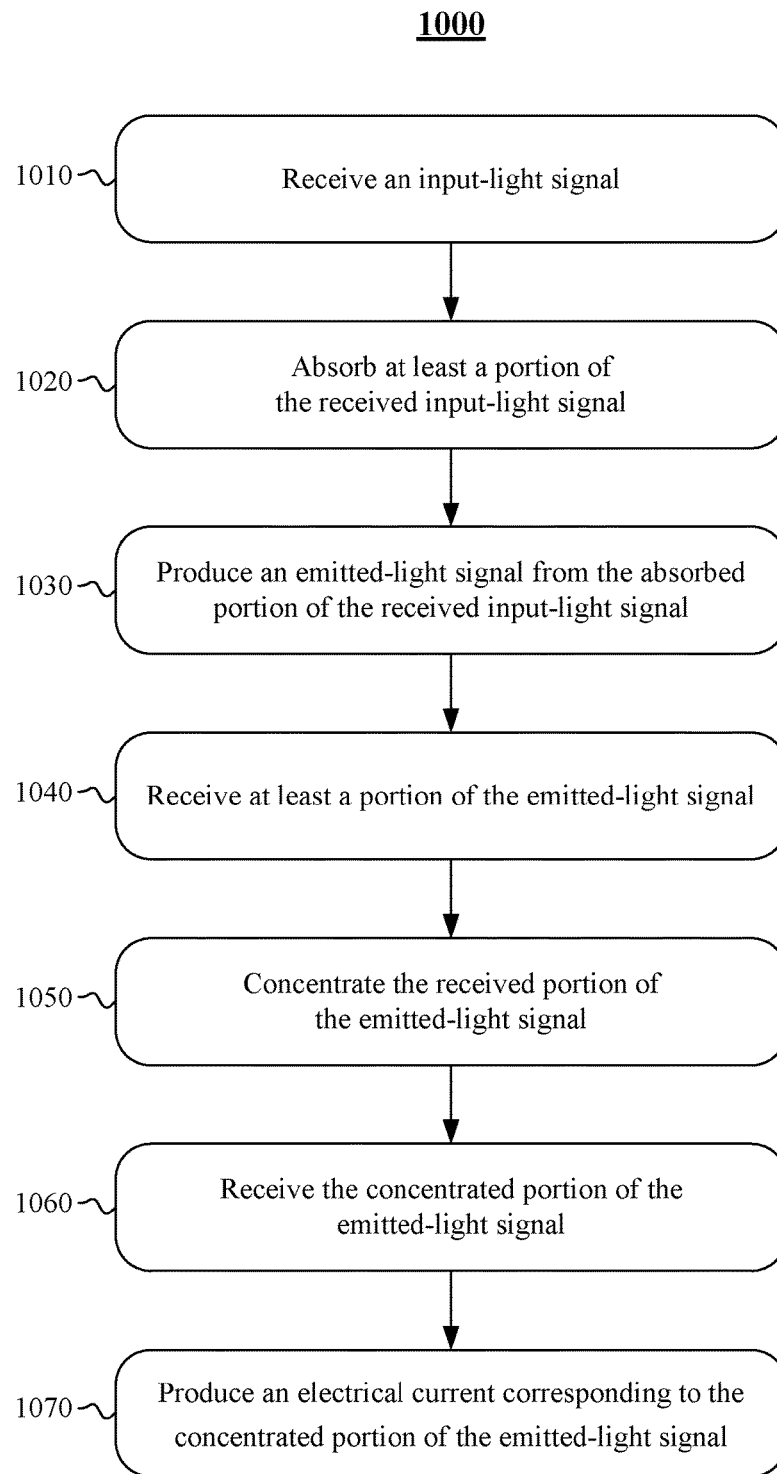 1000
1010
Receive an input-light signal
1020
Absorb at least a portion of
the received input-light signal
1030
Produce an emitted-light signal from the absorbed
portion of the received input-light signal
1040
Receive at least a portion of the emitted-light signal
1050
Concentrate the received portion of
the emitted-light signal
1060
Receive the concentrated portion of the
emitted-light signal
1070
Produce an electrical current corresponding to the
concentrated portion of the emitted-light signal